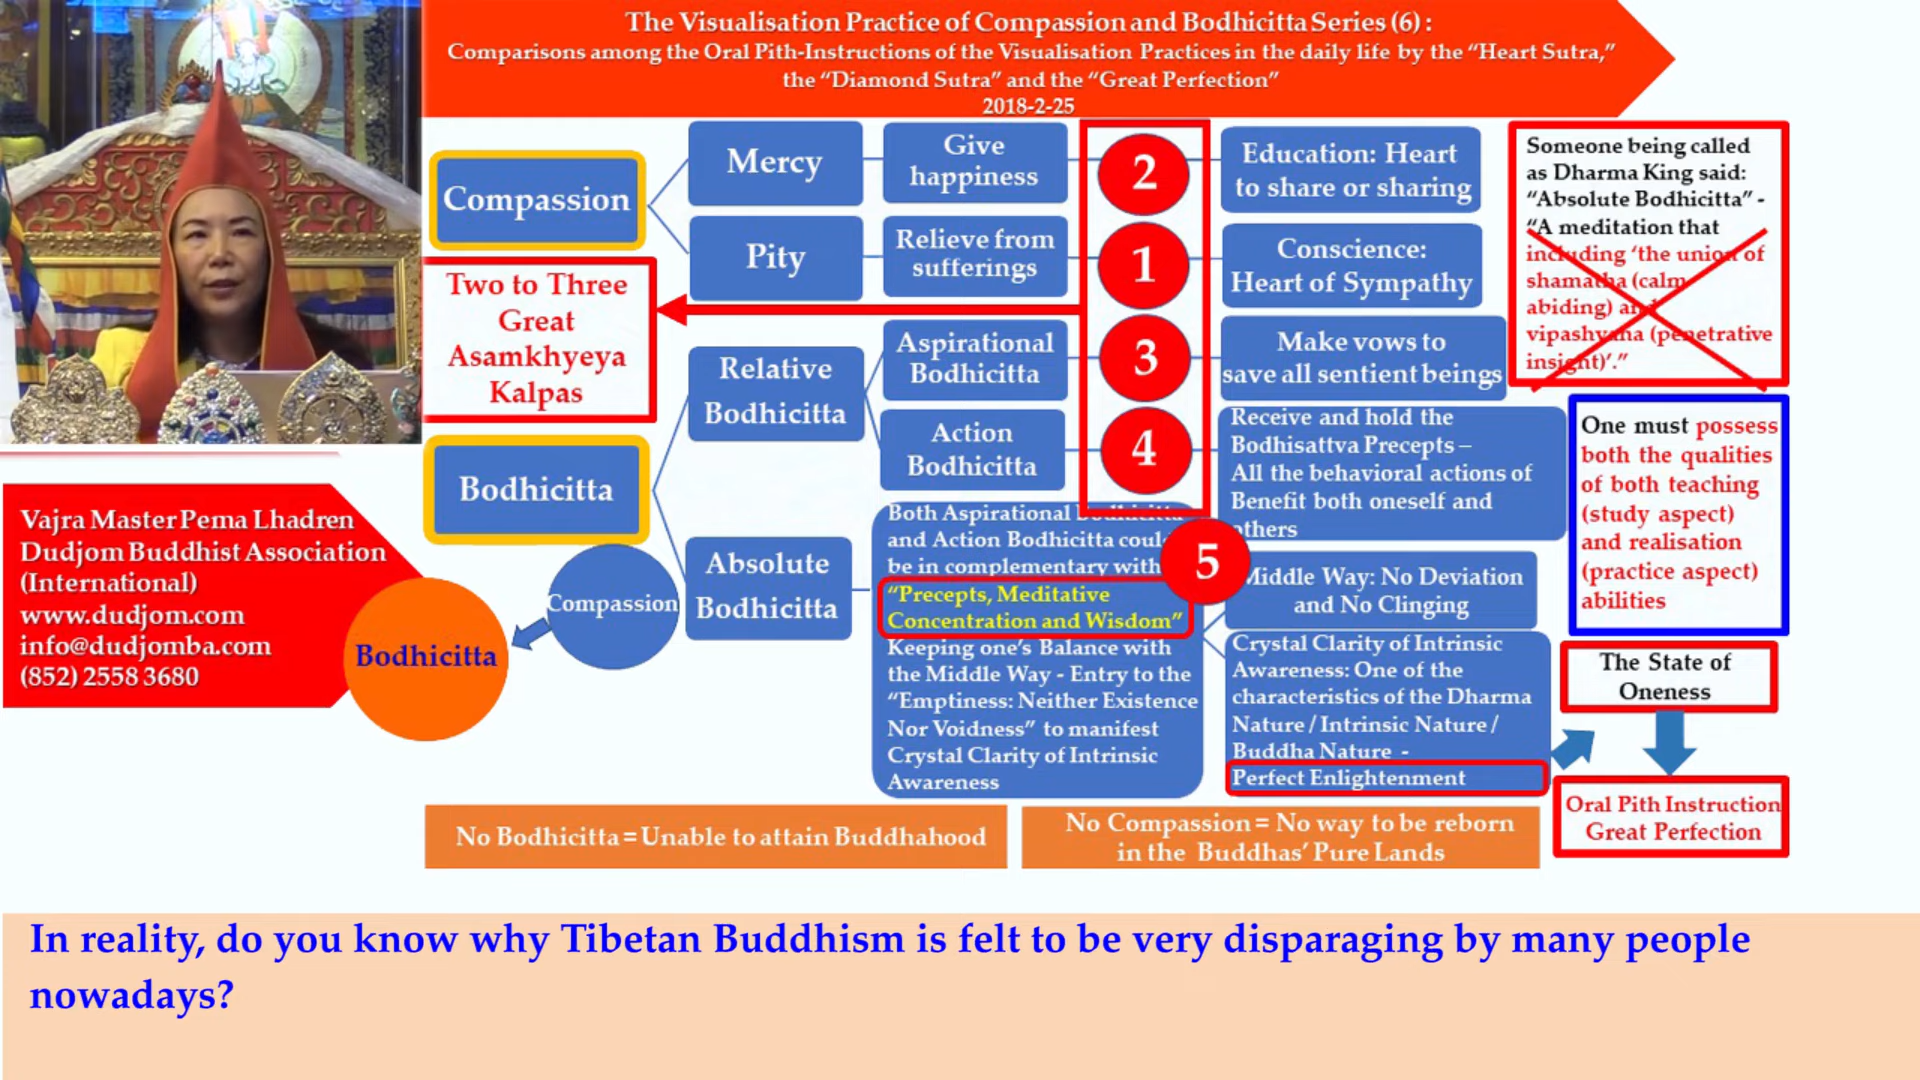 The Visualisation Practice of Compassion and Bodhicitta Series (6) :
Comparisons among the Oral Pith-Instructions of the Visualisation Practices in the daily life by the “Heart Sutra,”
the “Diamond Sutra” and the “Great Perfection”
2018-2-25
Compassion
Mercy
Give
happiness
2
Education: Heart
to share or sharing
Pity
Relieve from
sufferings
1
Conscience:
Heart of Sympathy
Someone being called
as Dharma King said:
“Absolute Bodhicitta” -
“A meditation that
including ‘the union of
shamatha (calm
abiding) and
vipashyana (penetrative
insight)’.”
Two to Three
Great
Asamkhyeya
Kalpas
Bodhicitta
Relative
Bodhicitta
Aspirational
Bodhicitta
3
Make vows to
save all sentient beings
Action
Bodhicitta
4
Receive and hold the
Bodhisattva Precepts –
All the behavioral actions of
Benefit both oneself and
others
One must possess
both the qualities
of both teaching
(study aspect)
and realisation
(practice aspect)
abilities
Absolute
Bodhicitta
Both Aspirational Bodhicitta
and Action Bodhicitta could
be in complementary with
“Precepts, Meditative
Concentration and Wisdom”
Keeping one’s Balance with
the Middle Way - Entry to the
“Emptiness: Neither Existence
Nor Voidness” to manifest
Crystal Clarity of Intrinsic
Awareness
5
Middle Way: No Deviation
and No Clinging
Crystal Clarity of Intrinsic
Awareness: One of the
characteristics of the Dharma
Nature / Intrinsic Nature /
Buddha Nature -
Perfect Enlightenment
The State of
Oneness
Oral Pith Instruction
Great Perfection
Vajra Master Pema Lhadren
Dudjom Buddhist Association
(International)
www.dudjom.com
info@dudjomba.com
(852) 2558 3680
Compassion
Bodhicitta
No Bodhicitta = Unable to attain Buddhahood
No Compassion = No way to be reborn
in the Buddhas’ Pure Lands
In reality, do you know why Tibetan Buddhism is felt to be very disparaging by many people
nowadays?